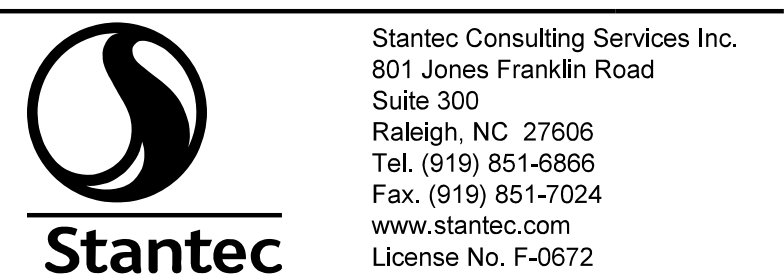 Stantec
Stantec Consulting Services Inc.
801 Jones Franklin Road
Suite 300
Raleigh, NC  27606
Tel. (919) 851-6866
Fax. (919) 851-7024
www.stantec.com
License No. F-0672